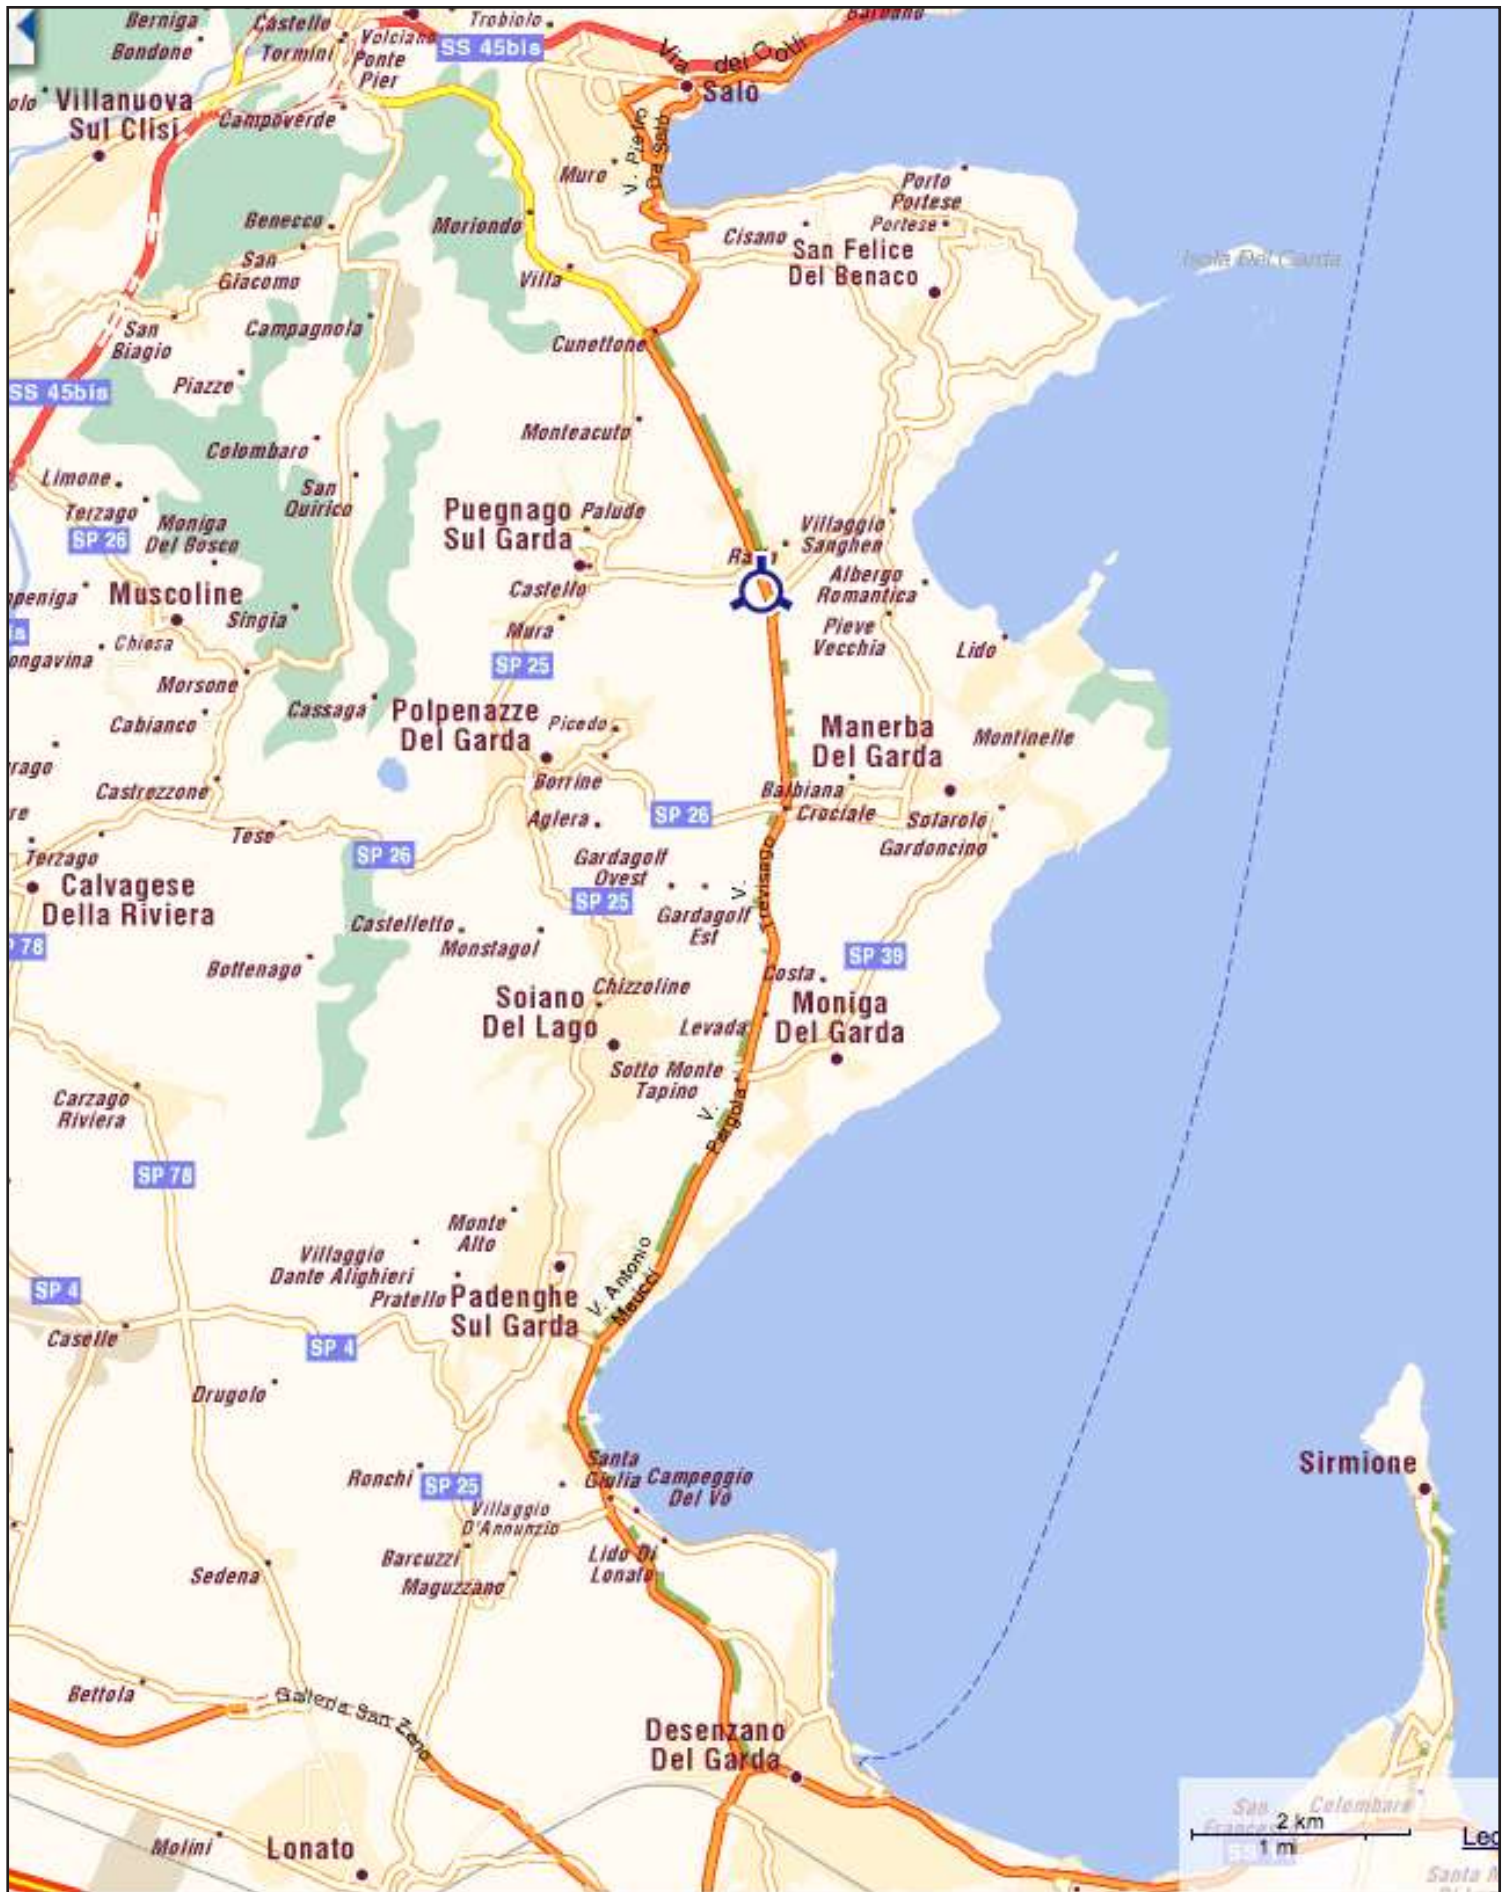 Berniga
Castello
Trobiolo
Bondone
Tormini
Volciano
SS 45bis
Ponte
Pier
Via dei Colli
Salò
Villanuova
Sul Clisi
Campoverde
V. Pietro
Da Salò
Muro
Porto
Portese
Benecco
Moriondo
Portese
Cisano
San Felice
Del Benaco
San
Giacomo
Villa
Isola Del Garda
San
Biagio
Campagnola
Cunettone
Piazze
SS 45bis
Monteacuto
Colombaro
Limone
San
Quirico
Terzago
Moniga
Del Bosco
Puegnago
Sul Garda
Palude
Villaggio
Sanghen
SP 26
Castello
Albergo
Romantica
Muscoline
Singia
Mura
Pieve
Vecchia
Chiesa
Lido
SP 25
Morsone
Cassaga
Cabianco
Polpenazze
Del Garda
Picedo
Manerba
Del Garda
Montinelle
Castrezzone
Borrine
Balbiana
SP 26
Crociale
Solarolo
Aglera
Tese
Gardoncino
SP 26
Terzago
Gardagolf
Ovest
V. Trevisago
Calvagese
Della Riviera
SP 25
Gardagolf
Est
Castelletto
Monstagol
SP 39
Bottenago
Costa
Chizzoline
Soiano
Del Lago
Moniga
Del Garda
Levada
Sotto Monte
Tapino
Carzago
Riviera
V. Pergola
SP 78
Monte
Alto
Villaggio
Dante Alighieri
V. Antonio
Meucci
SP 4
Pratello
Padenghe
Sul Garda
Caselle
SP 4
Drugolo
Santa
Giulia
Sirmione
Ronchi
SP 25
Campeggio
Del Vò
Villaggio
D'Annunzio
Barcuzzi
Lido Di
Lonato
Sedena
Maguzzano
Bettola
Galleria San Zeno
Desenzano
Del Garda
San
Colombare
2 km
1 mi
Molini
Lonato